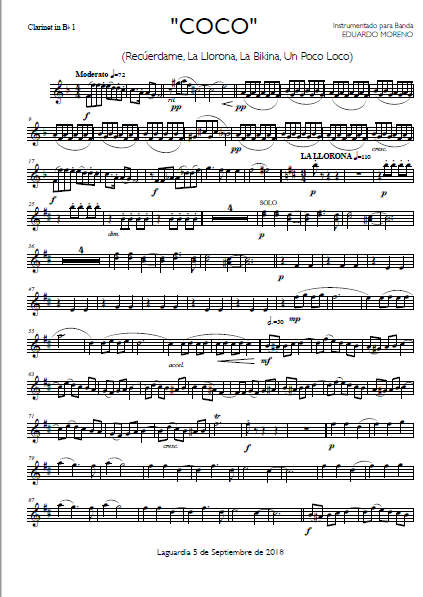 "COCO"
Clarinet in B♭ 1
Instrumentado para Banda
EDUARDO MORENO
(Recúerdame, La Llorona, La Bikina, Un Poco Loco)
Moderato ♩=72
f rit. pp pp
9
pp cresc.
17
LA LLORONA ♩=110
f f f p
25
4 4 SOLO
dim. p
36
p
47
𝅗𝅥.=50 mp
55
accel. mf
63
71
tr
cresc. f p
79
87
f
Laguardia 5 de Septiembre de 2018